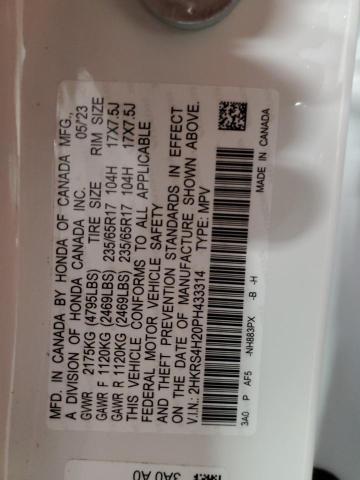 MFD. IN CANADA BY HONDA OF CANADA MFG.,
A DIVISION OF HONDA CANADA INC. 05/23
GVWR 2175KG (4795LBS) TIRE SIZE RIM SIZE
GAWR F 1120KG (2469LBS) 235/65R17 104H 17X7.5J
GAWR R 1120KG (2469LBS) 235/65R17 104H 17X7.5J
THIS VEHICLE CONFORMS TO ALL APPLICABLE
FEDERAL MOTOR VEHICLE SAFETY
AND THEFT PREVENTION STANDARDS IN EFFECT
ON THE DATE OF MANUFACTURE SHOWN ABOVE.
V.I.N.: 2HKRS4H20PH433314 TYPE: MPV
3A0 P AF5 -NH883PX -B -H
MADE IN CANADA
3A0 A0